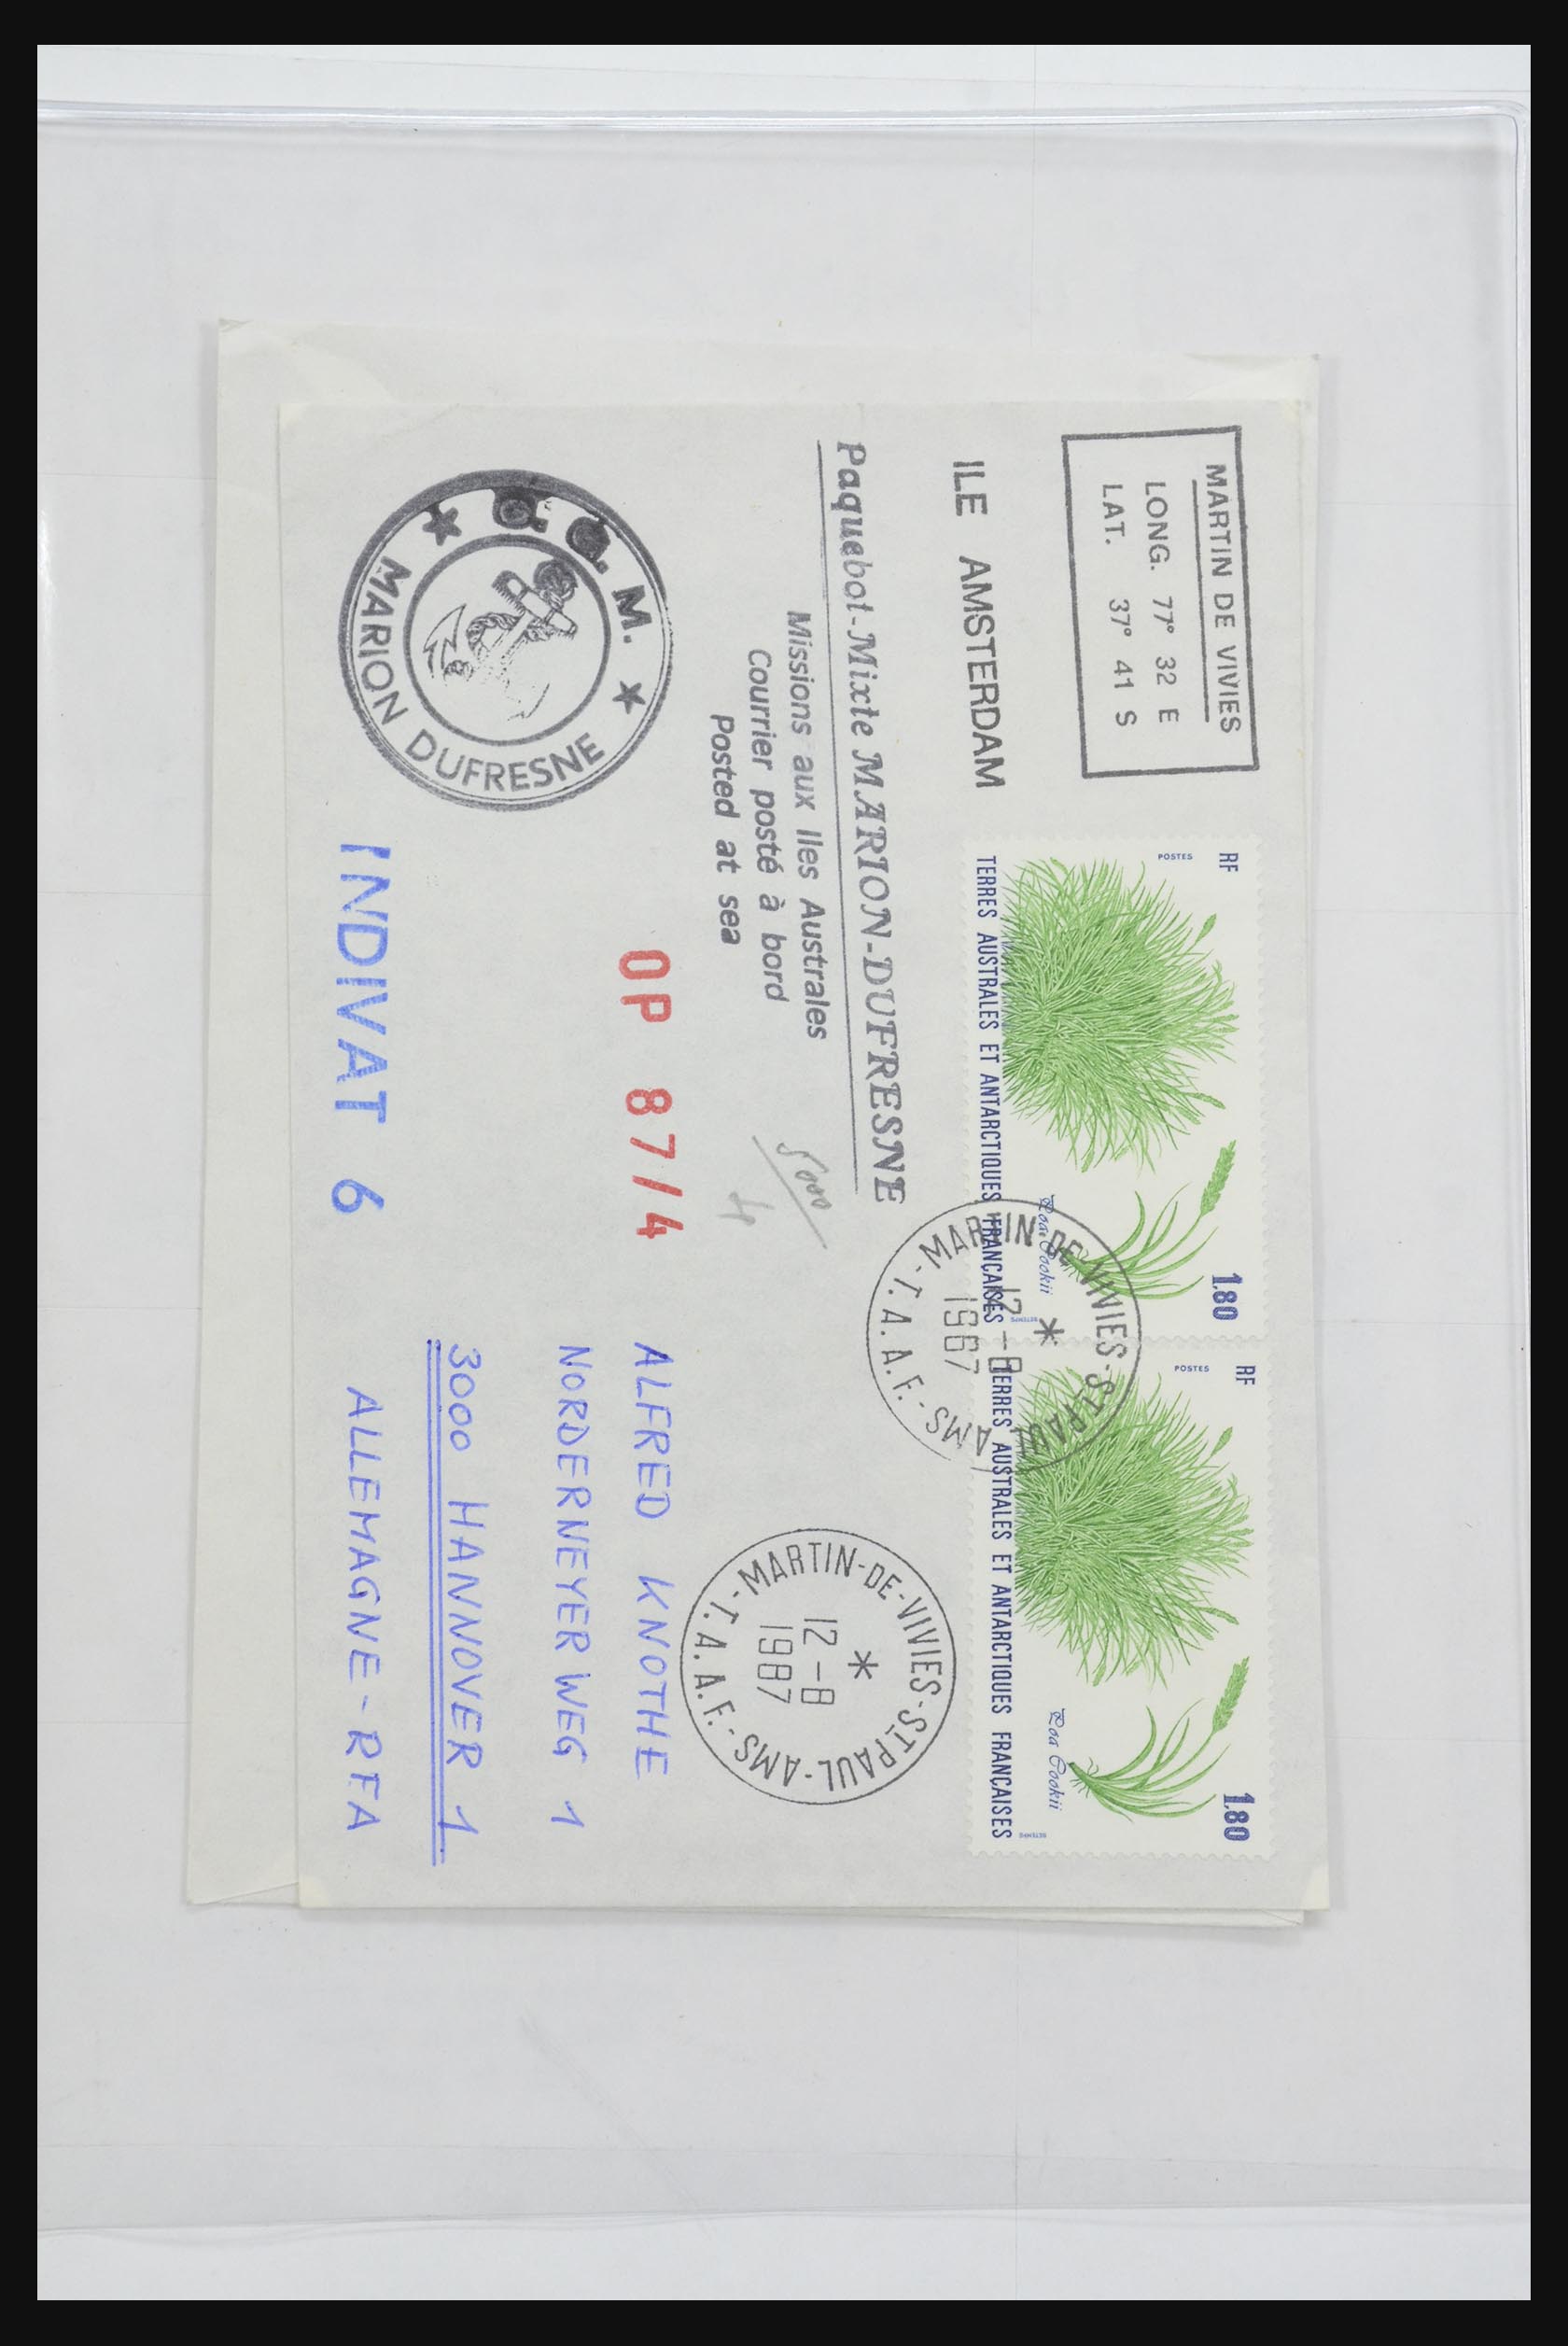 MARTIN DE VIVIES
LONG. 77° 32 E
LAT. 37° 41 S
ILE AMSTERDAM
RF
POSTES
1.80
Poa Cookii
TERRES AUSTRALES ET ANTARCTIQUES FRANÇAISES
RF
POSTES
1.80
Poa Cookii
TERRES AUSTRALES ET ANTARCTIQUES FRANÇAISES
MARTIN-DE-VIVIES-ST PAUL-AMS-
T.A.A.F.-
12-8
1987
Paquebot-Mixte MARION-DUFRESNE
Missions aux Iles Australes
Courrier posté à bord
Posted at sea
MARTIN-DE-VIVIES-ST PAUL-AMS-
T.A.A.F.-
12-8
1987
5000
4
OP 87/4
M.
MARION DUFRESNE
ALFRED KNOTHE
NORDERNEYER WEG 1
3000 HANNOVER 1
ALLEMAGNE-RFA
INDIVAT 6